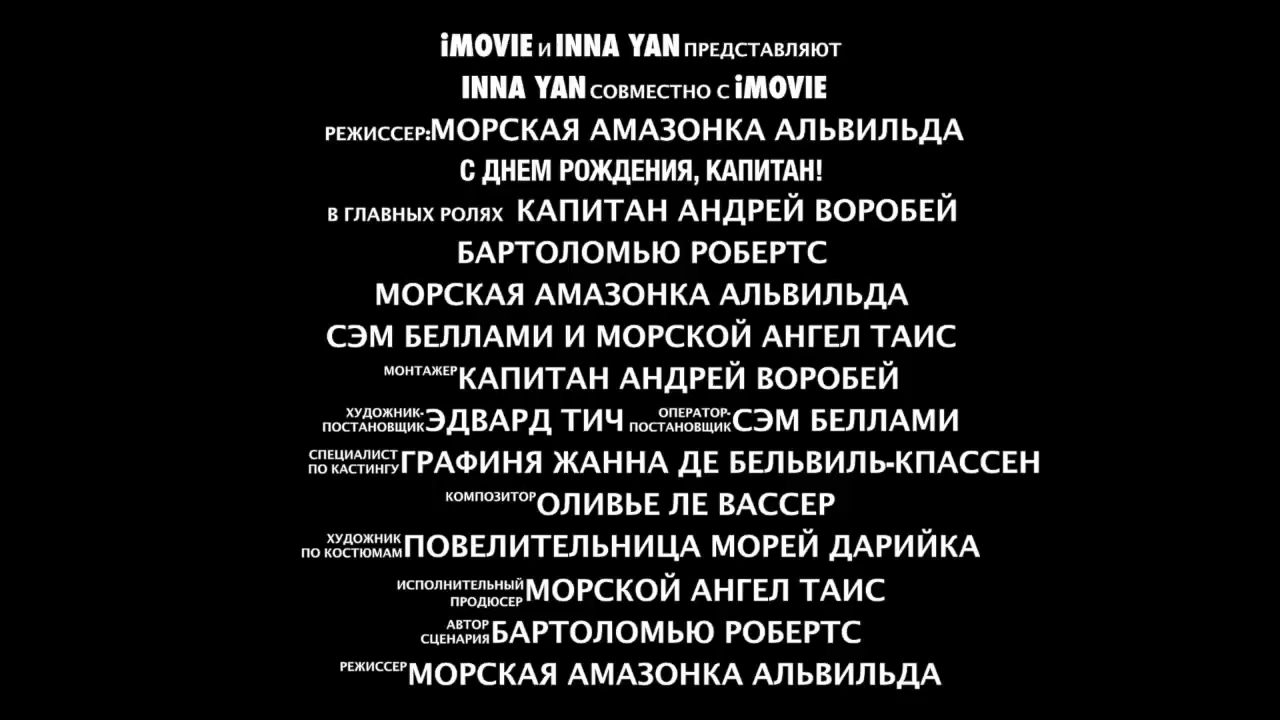 iMOVIE И INNA YAN ПРЕДСТАВЛЯЮТ
INNA YAN СОВМЕСТНО С iMOVIE
РЕЖИССЕР:МОРСКАЯ АМАЗОНКА АЛЬВИЛЬДА
С ДНЕМ РОЖДЕНИЯ, КАПИТАН!
В ГЛАВНЫХ РОЛЯХ КАПИТАН АНДРЕЙ ВОРОБЕЙ
БАРТОЛОМЬЮ РОБЕРТС
МОРСКАЯ АМАЗОНКА АЛЬВИЛЬДА
СЭМ БЕЛЛАМИ И МОРСКОЙ АНГЕЛ ТАИС
МОНТАЖЕР КАПИТАН АНДРЕЙ ВОРОБЕЙ
ХУДОЖНИК-ПОСТАНОВЩИК ЭДВАРД ТИЧ ОПЕРАТОР-ПОСТАНОВЩИК СЭМ БЕЛЛАМИ
СПЕЦИАЛИСТ ПО КАСТИНГУ ГРАФИНЯ ЖАННА ДЕ БЕЛЬВИЛЬ-КПАССЕН
КОМПОЗИТОР ОЛИВЬЕ ЛЕ ВАССЕР
ХУДОЖНИК ПО КОСТЮМАМ ПОВЕЛИТЕЛЬНИЦА МОРЕЙ ДАРИЙКА
ИСПОЛНИТЕЛЬНЫЙ ПРОДЮСЕР МОРСКОЙ АНГЕЛ ТАИС
АВТОР СЦЕНАРИЯ БАРТОЛОМЬЮ РОБЕРТС
РЕЖИССЕР МОРСКАЯ АМАЗОНКА АЛЬВИЛЬДА